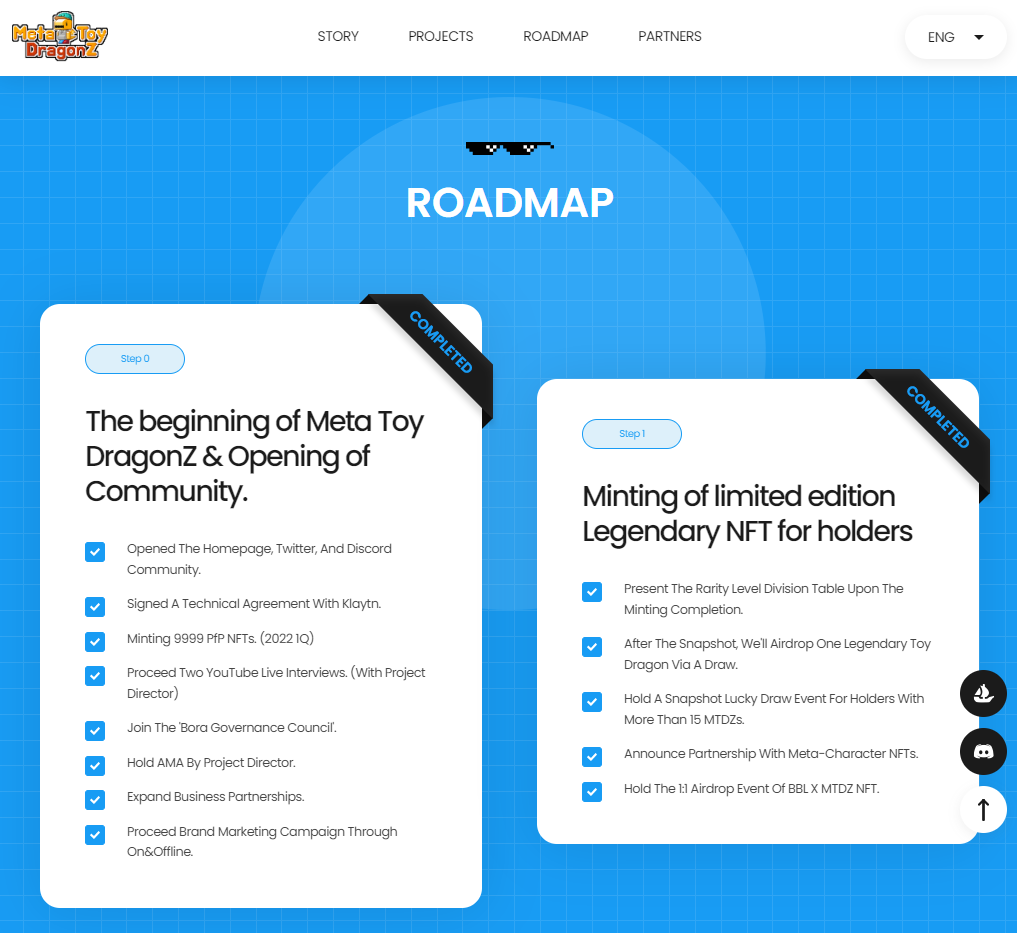 Meta Toy
DragonZ
STORY
PROJECTS
ROADMAP
PARTNERS
ENG
ROADMAP
COMPLETED
Step 0
The beginning of Meta Toy
DragonZ & Opening of
Community.
Opened The Homepage, Twitter, And Discord
Community.
Signed A Technical Agreement With Klaytn.
Minting 9999 PfP NFTs. (2022 1Q)
Proceed Two YouTube Live Interviews. (With Project
Director)
Join The 'Bora Governance Council'.
Hold AMA By Project Director.
Expand Business Partnerships.
Proceed Brand Marketing Campaign Through
On&Offline.
COMPLETED
Step 1
Minting of limited edition
Legendary NFT for holders
Present The Rarity Level Division Table Upon The
Minting Completion.
After The Snapshot, We'll Airdrop One Legendary Toy
Dragon Via A Draw.
Hold A Snapshot Lucky Draw Event For Holders With
More Than 15 MTDZs.
Announce Partnership With Meta-Character NFTs.
Hold The 1:1 Airdrop Event Of BBL X MTDZ NFT.